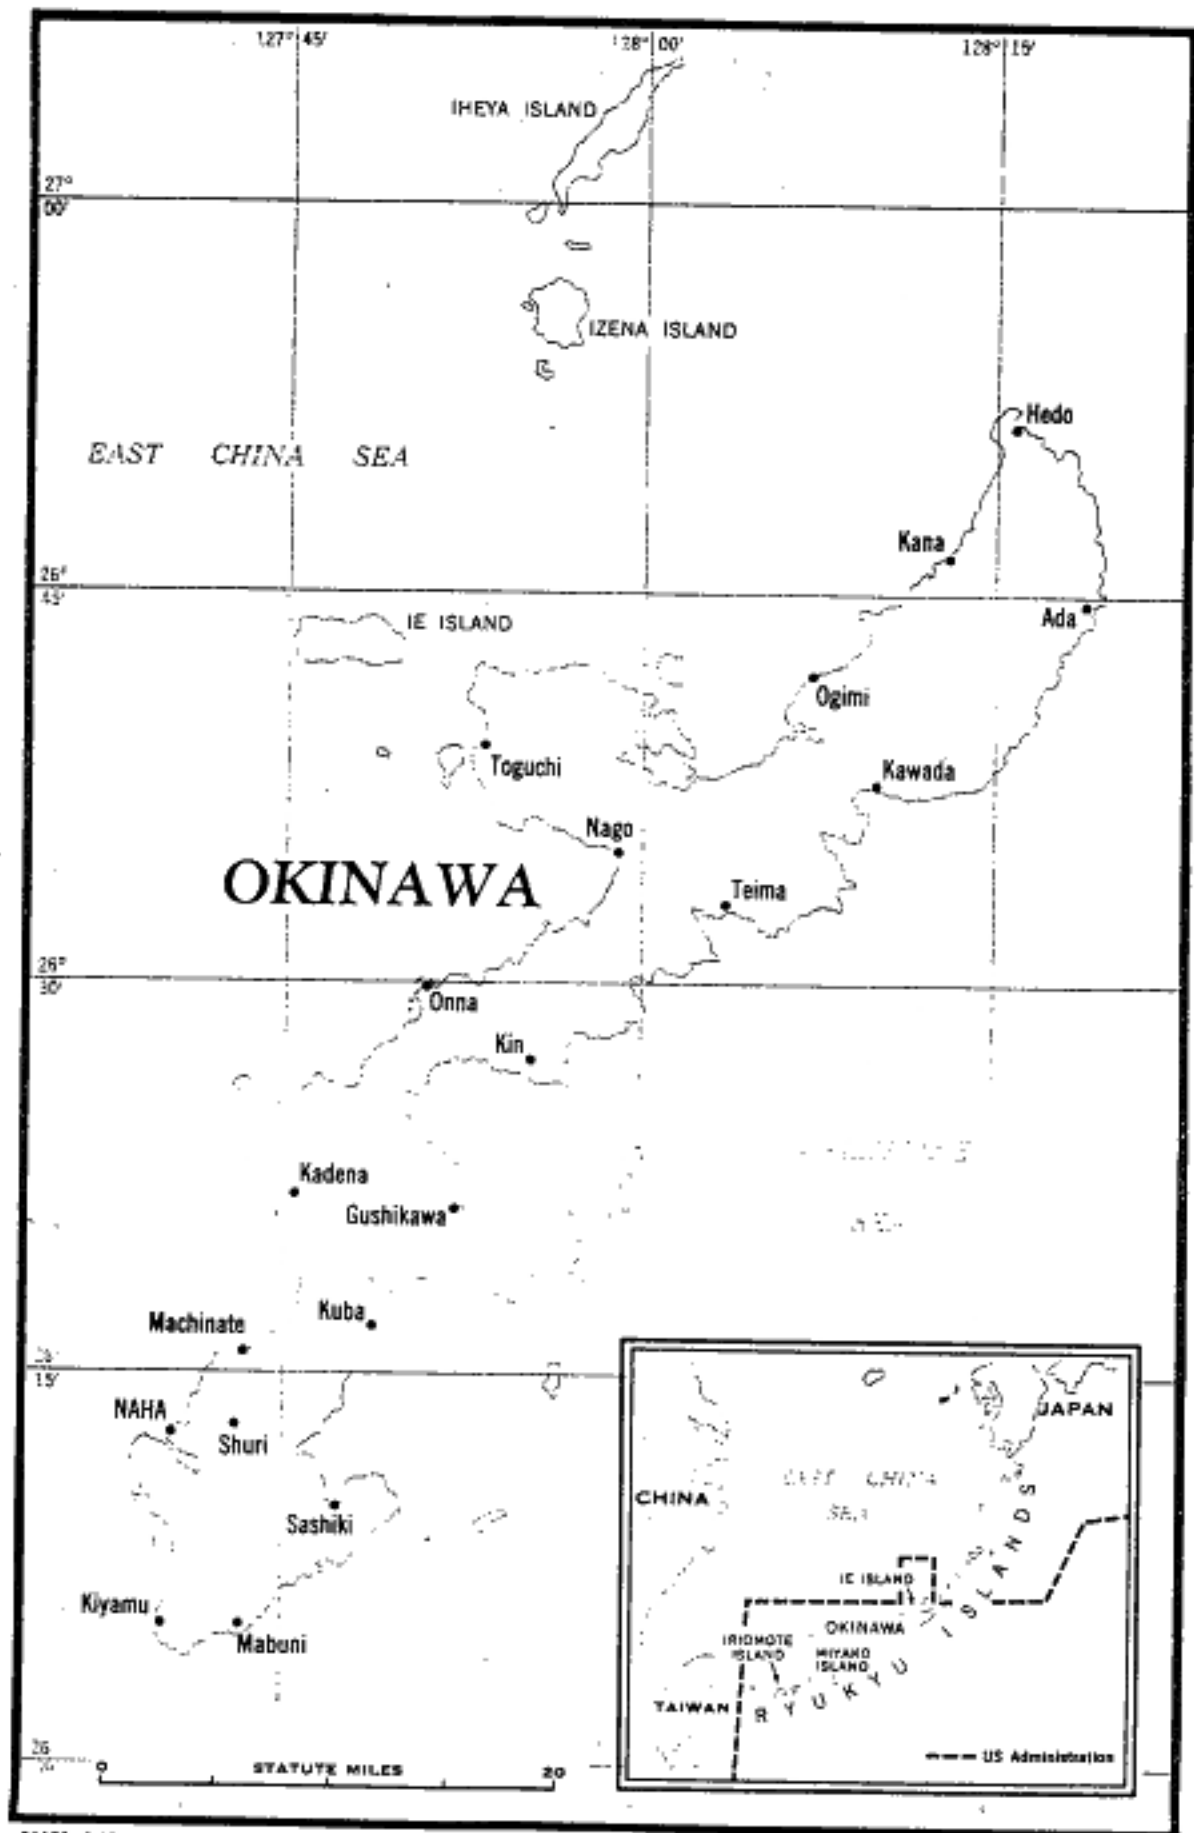 127° 45'
128° 00'
128° 15'
IHEYA ISLAND
27°
00'
IZENA ISLAND
Hedo
EAST CHINA SEA
Kana
26°
45'
IE ISLAND
Ada
Ogimi
Toguchi
Kawada
Nago
OKINAWA
Teima
26°
30'
Onna
Kin
Kadena
Gushikawa
Kuba
Machinate
15'
NAHA
Shuri
JAPAN
EAST CHINA
SEA
CHINA
Sashiki
IE ISLAND
Kiyamu
Mabuni
OKINAWA
IRIOMOTE
ISLAND
MIYAKO
ISLAND
TAIWAN
RYUKYU ISLANDS
26
0 STATUTE MILES 20
US Administration